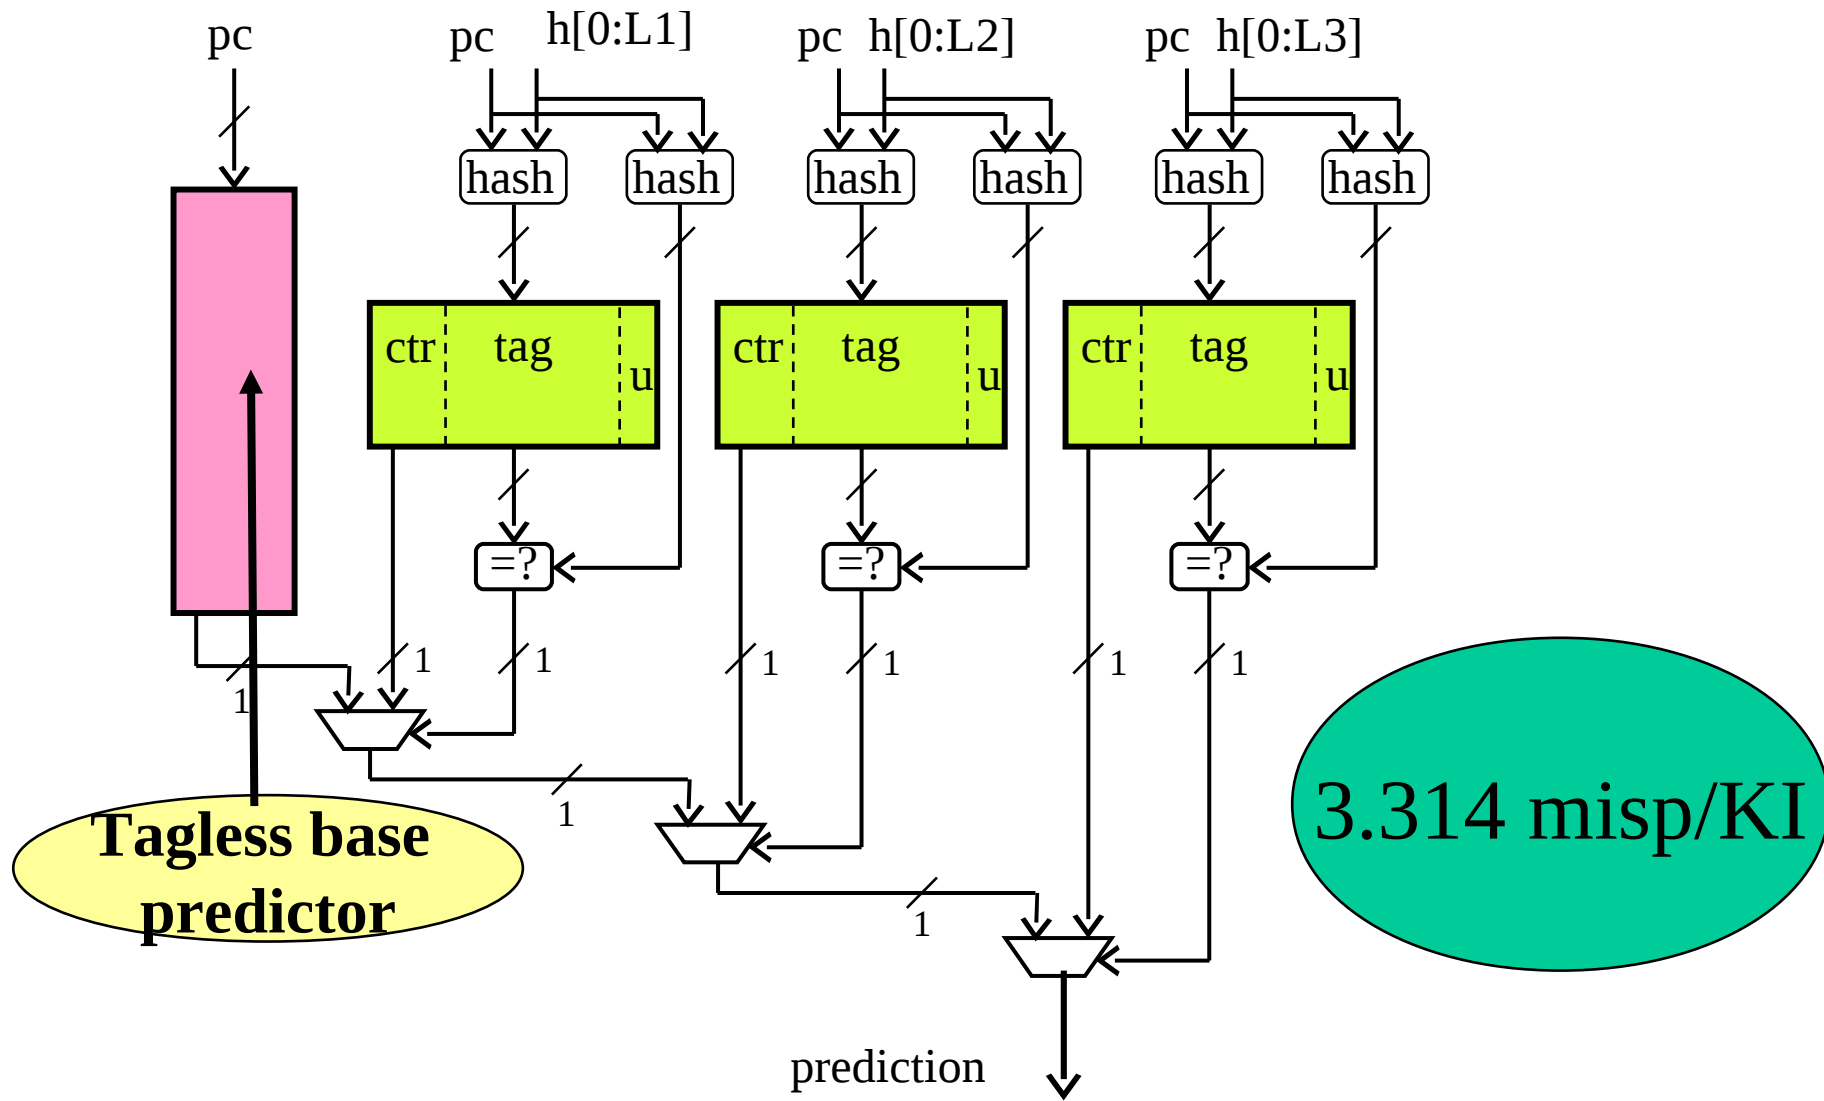 pc
pc h[0:L1]
pc h[0:L2]
pc h[0:L3]
hash hash hash hash hash hash
ctr tag u
ctr tag u
ctr tag u
=? =? =?
1 1 1 1 1 1
1
1
1
Tagless base
predictor
3.314 misp/KI
prediction